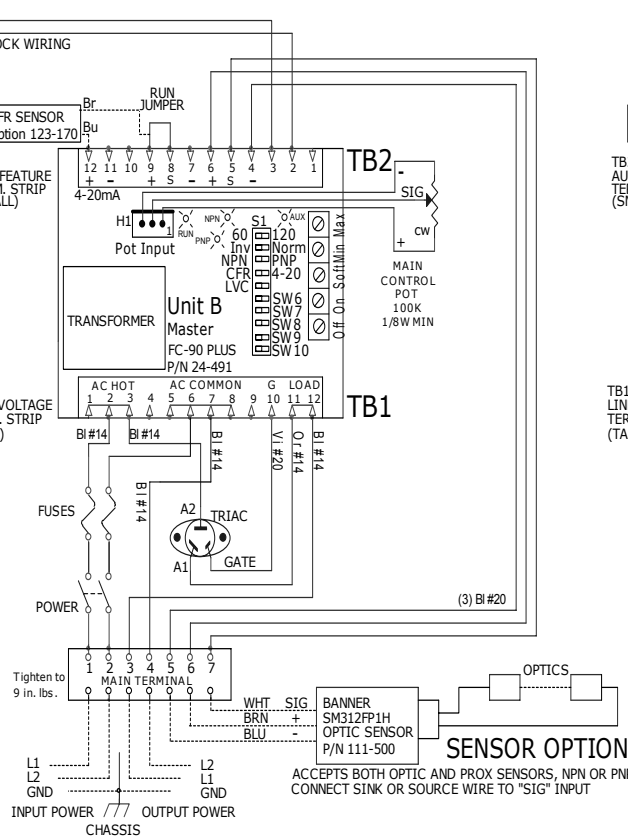 OCK WIRING
FR SENSOR
ption 123-170
Br
Bu
RUN
JUMPER
FEATURE
M. STRIP
ALL)
12 11 10 9 8 7 6 5 4 3 2 1
+ - + S - + S -
4-20mA
TB2
H1
1
Pot Input
RUN
NPN
PNP
AUX
S1
60 120
Inv Norm
NPN PNP
CFR 4-20
LVC
SW6
SW7
SW8
SW9
SW10
Off On Soft Min Max
-
SIG
cw
+
MAIN
CONTROL
POT
100K
1/8W MIN
TRANSFORMER
Unit B
Master
FC-90 PLUS
P/N 24-491
AC HOT AC COMMON G LOAD
1 2 3 4 5 6 7 8 9 10 11 12
TB1
VOLTAGE
. STRIP
)
TB
AU
TE
(SM
TB1
LIN
TER
(TA
Bl #14
Bl #14
Bl #14
Bl #14
Vi #20
Or #14
Bl #14
FUSES
A2
TRIAC
A1
GATE
POWER
(3) Bl #20
1 2 3 4 5 6 7
MAIN TERMINAL
Tighten to
9 in. lbs.
WHT SIG
BRN +
BLU -
BANNER
SM312FP1H
OPTIC SENSOR
P/N 111-500
OPTICS
SENSOR OPTION
ACCEPTS BOTH OPTIC AND PROX SENSORS, NPN OR PN
CONNECT SINK OR SOURCE WIRE TO "SIG" INPUT
L1 L2
L2 L1
GND GND
INPUT POWER OUTPUT POWER
CHASSIS